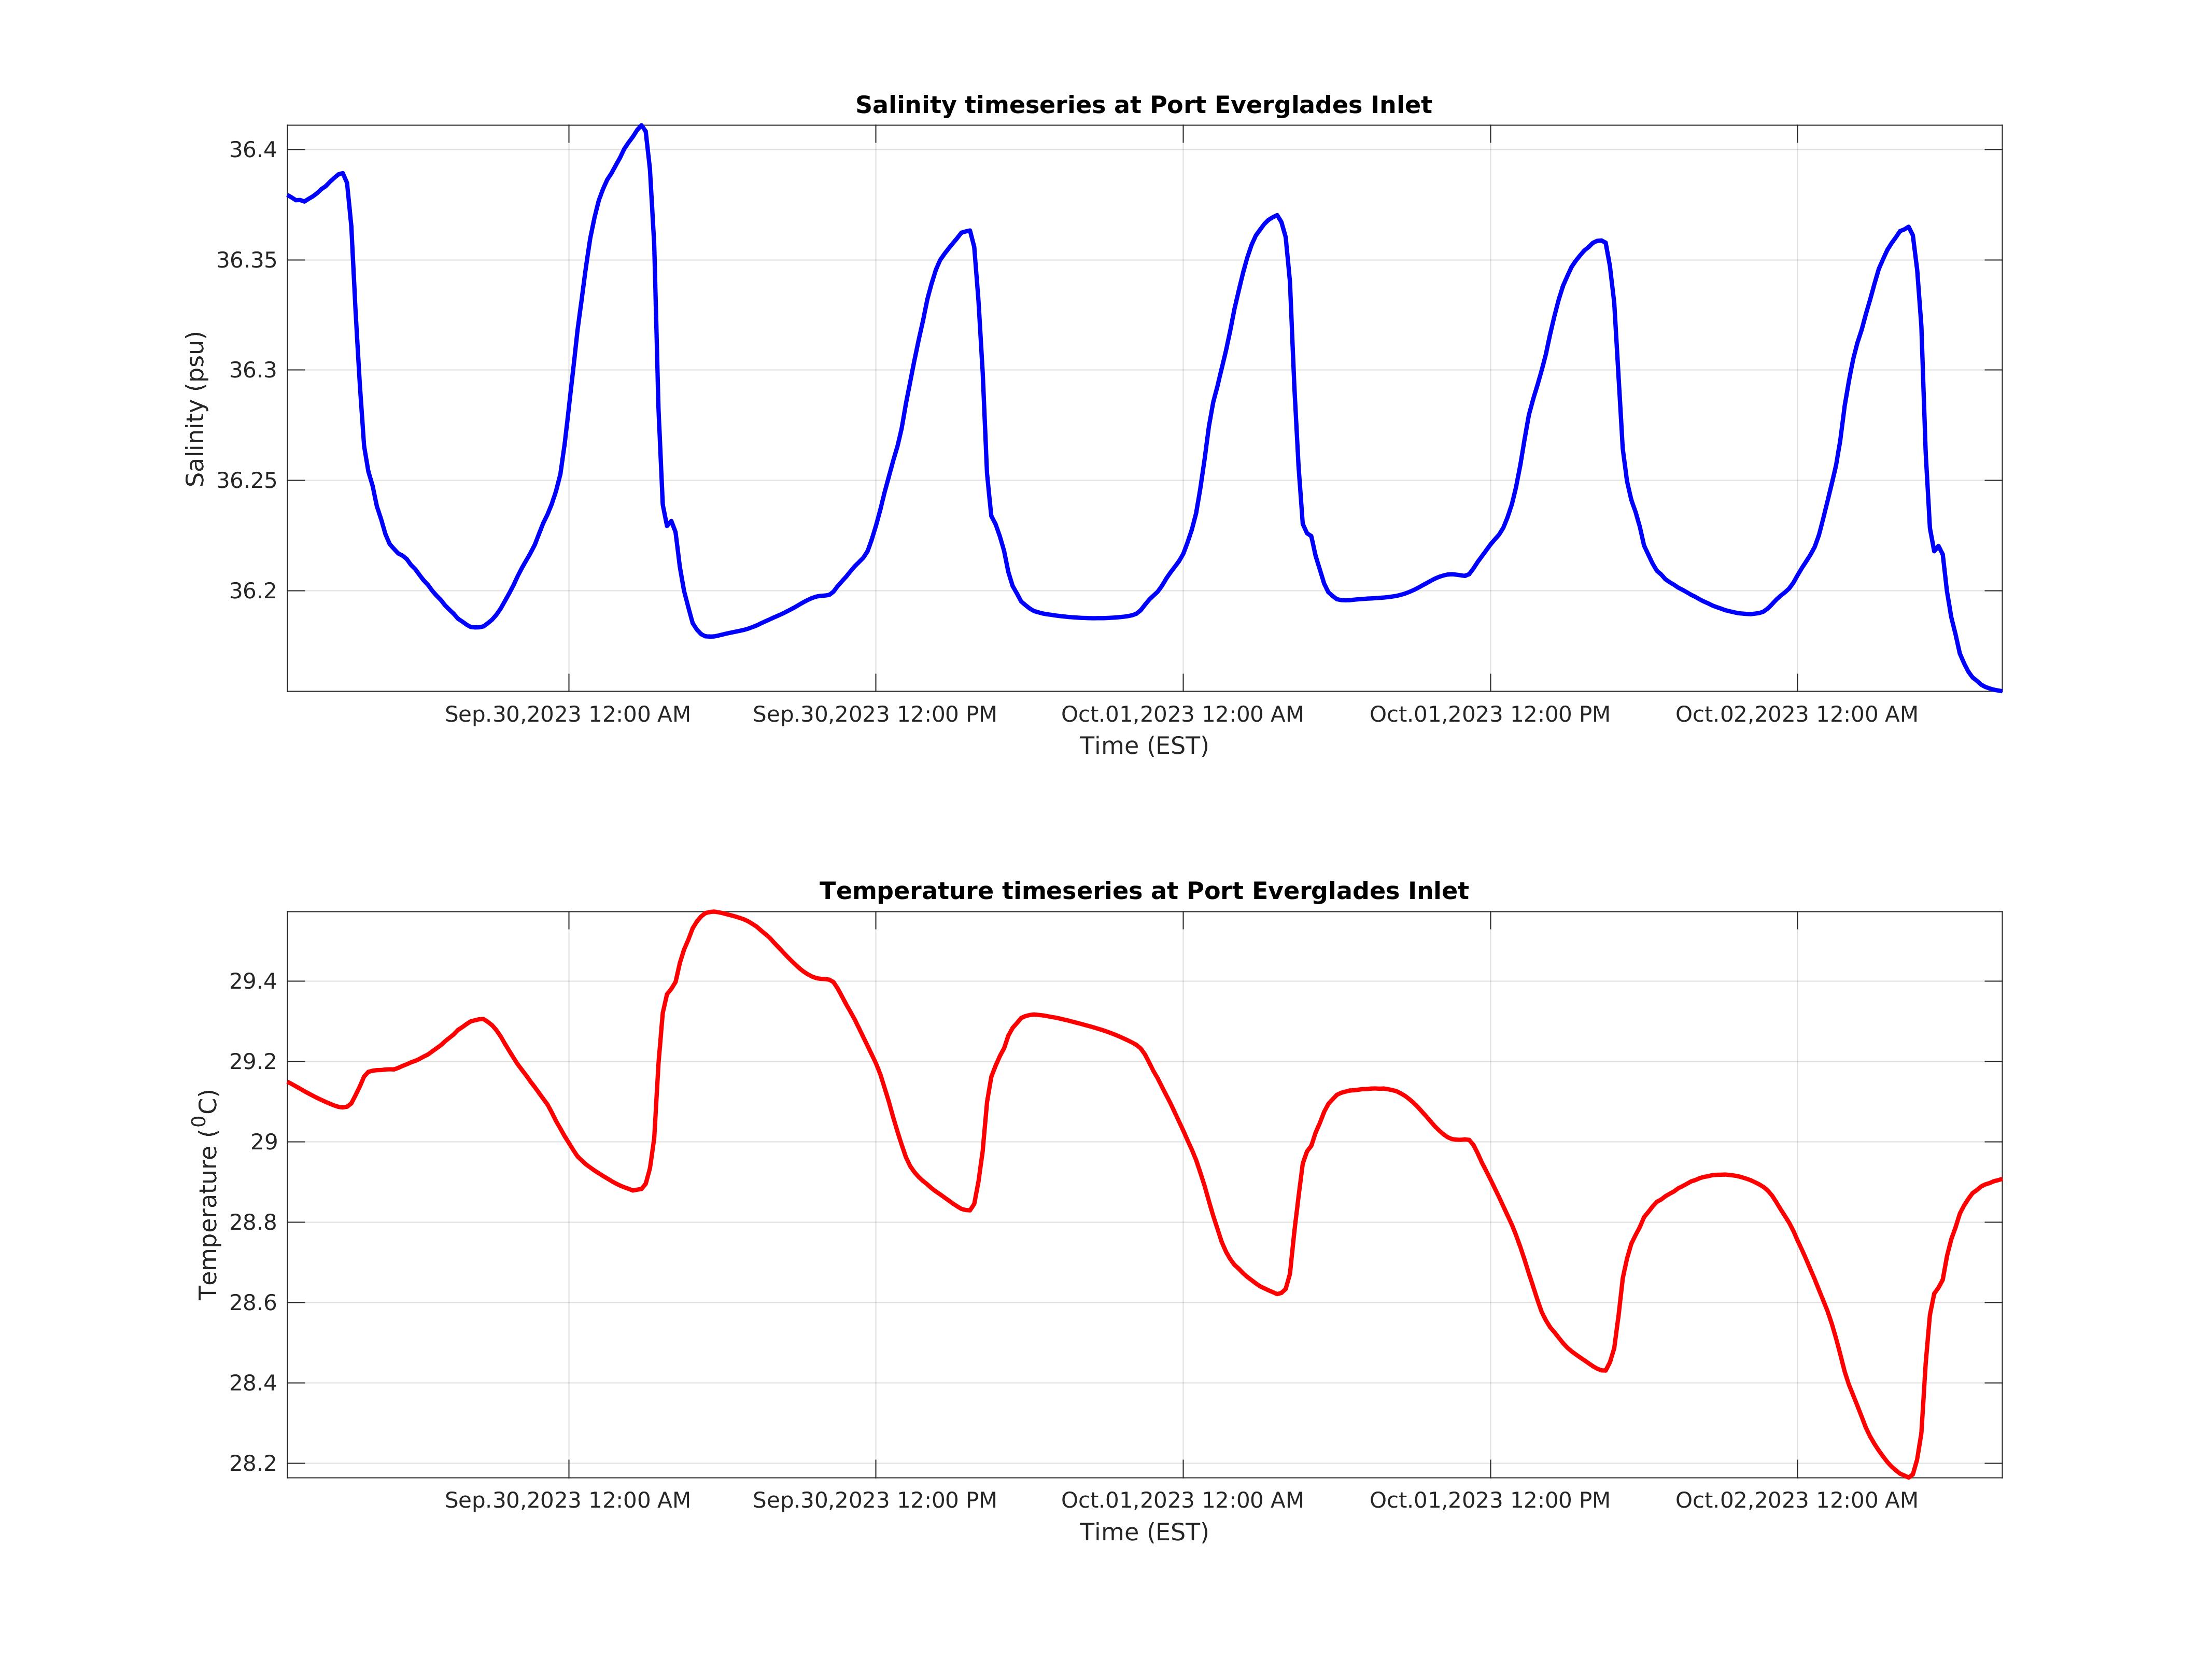 Salinity timeseries at Port Everglades Inlet
36.4
36.35
36.3
36.25
36.2
Salinity (psu)
Sep.30,2023 12:00 AM Sep.30,2023 12:00 PM Oct.01,2023 12:00 AM Oct.01,2023 12:00 PM Oct.02,2023 12:00 AM
Time (EST)
Temperature timeseries at Port Everglades Inlet
29.4
29.2
29
28.8
28.6
28.4
28.2
Temperature (⁰C)
Sep.30,2023 12:00 AM Sep.30,2023 12:00 PM Oct.01,2023 12:00 AM Oct.01,2023 12:00 PM Oct.02,2023 12:00 AM
Time (EST)